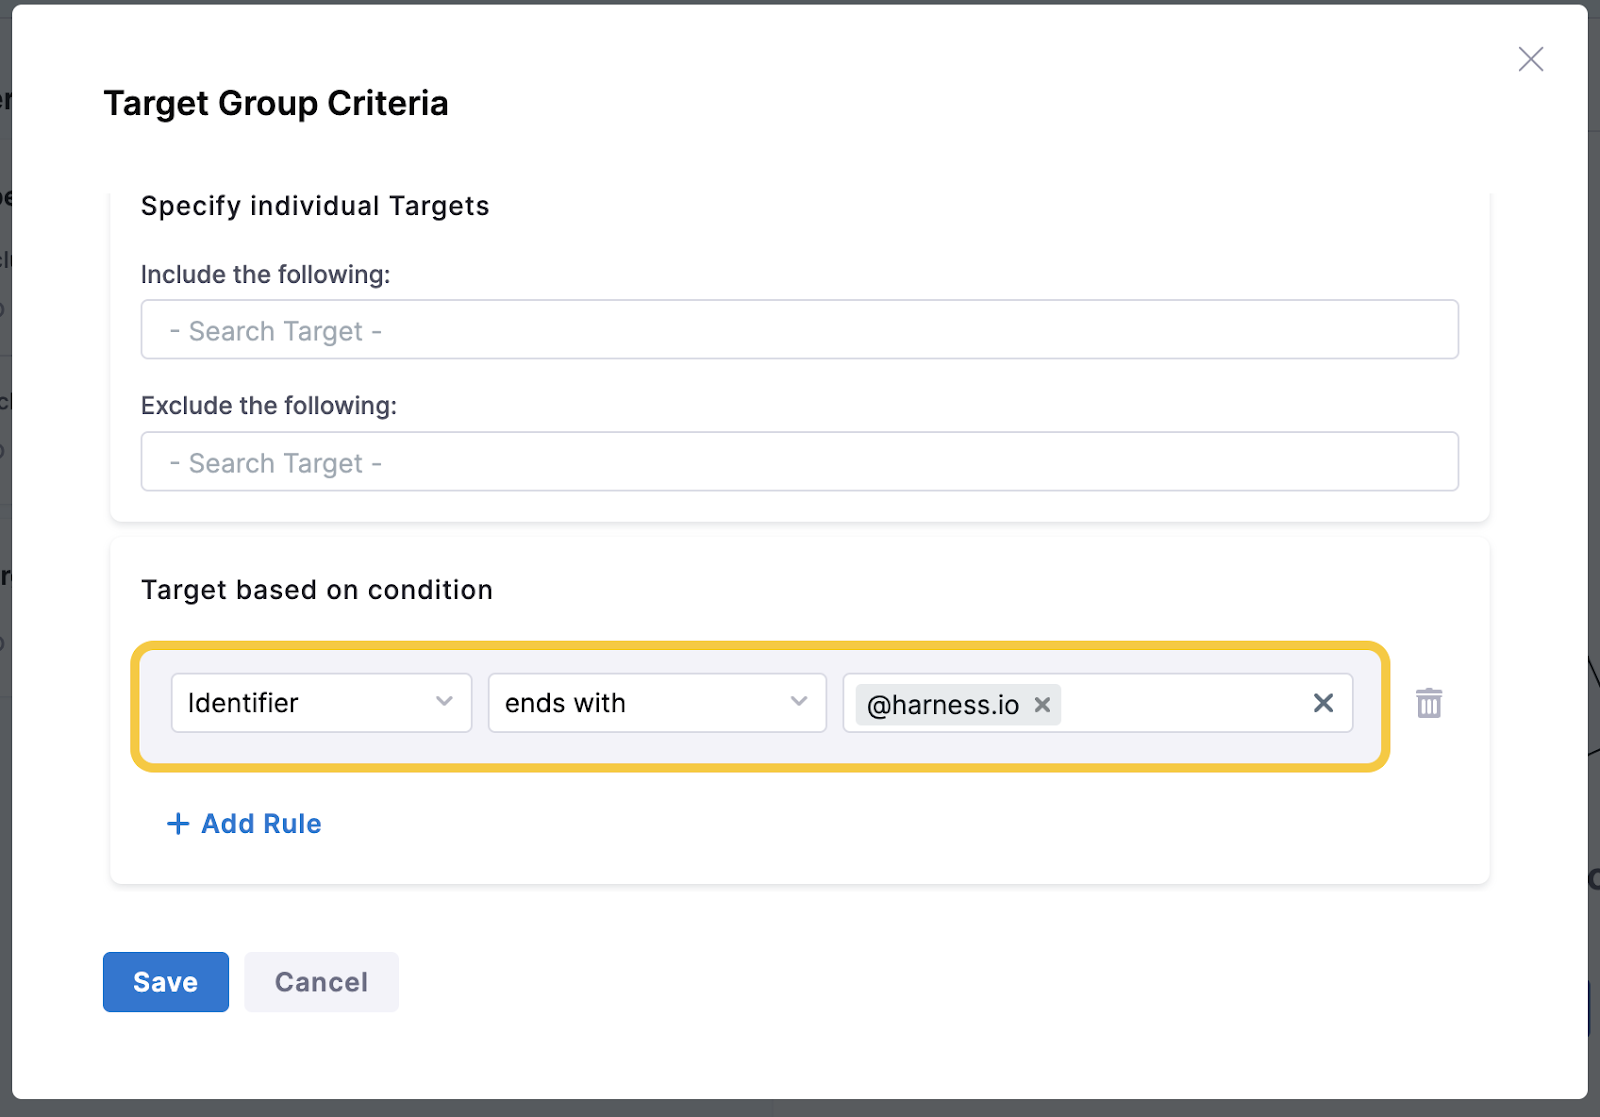 Target Group Criteria
Specify individual Targets
Include the following:
- Search Target -
Exclude the following:
- Search Target -
Target based on condition
Identifier ends with @harness.io
+ Add Rule
Save Cancel